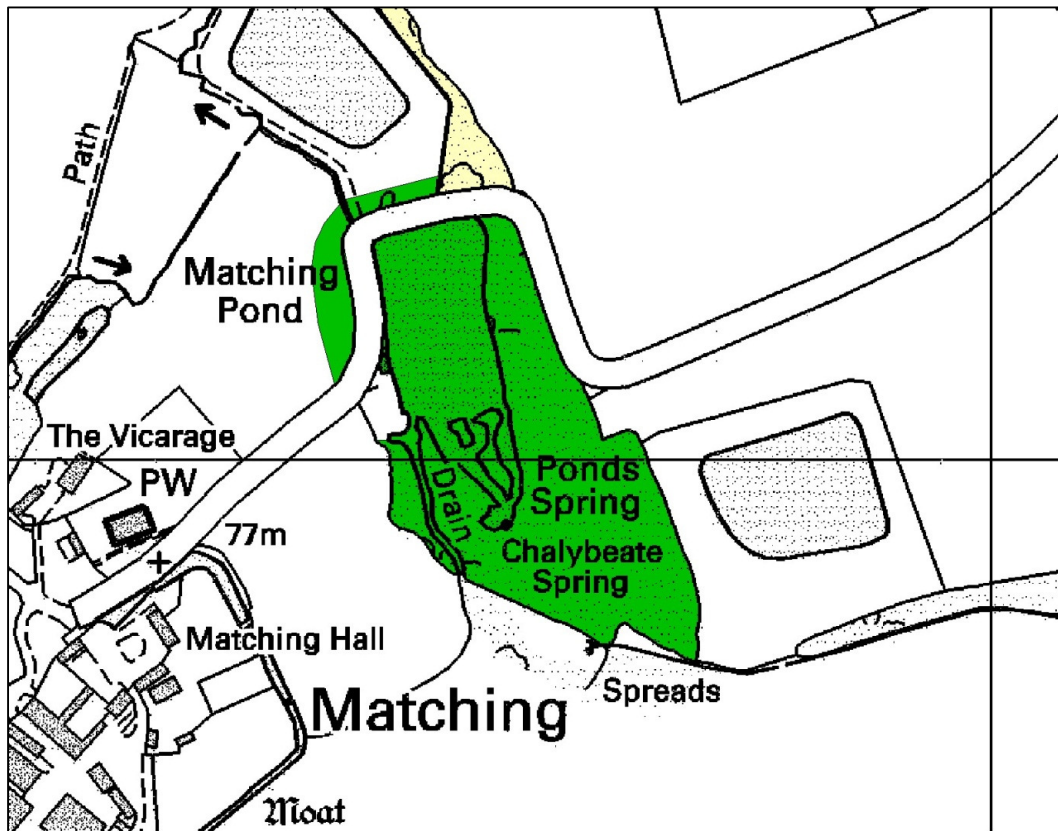 Path
Matching
Pond
The Vicarage
PW
77m
Drain
Ponds
Spring
Chalybeate
Spring
Matching Hall
Spreads
Matching
Moat